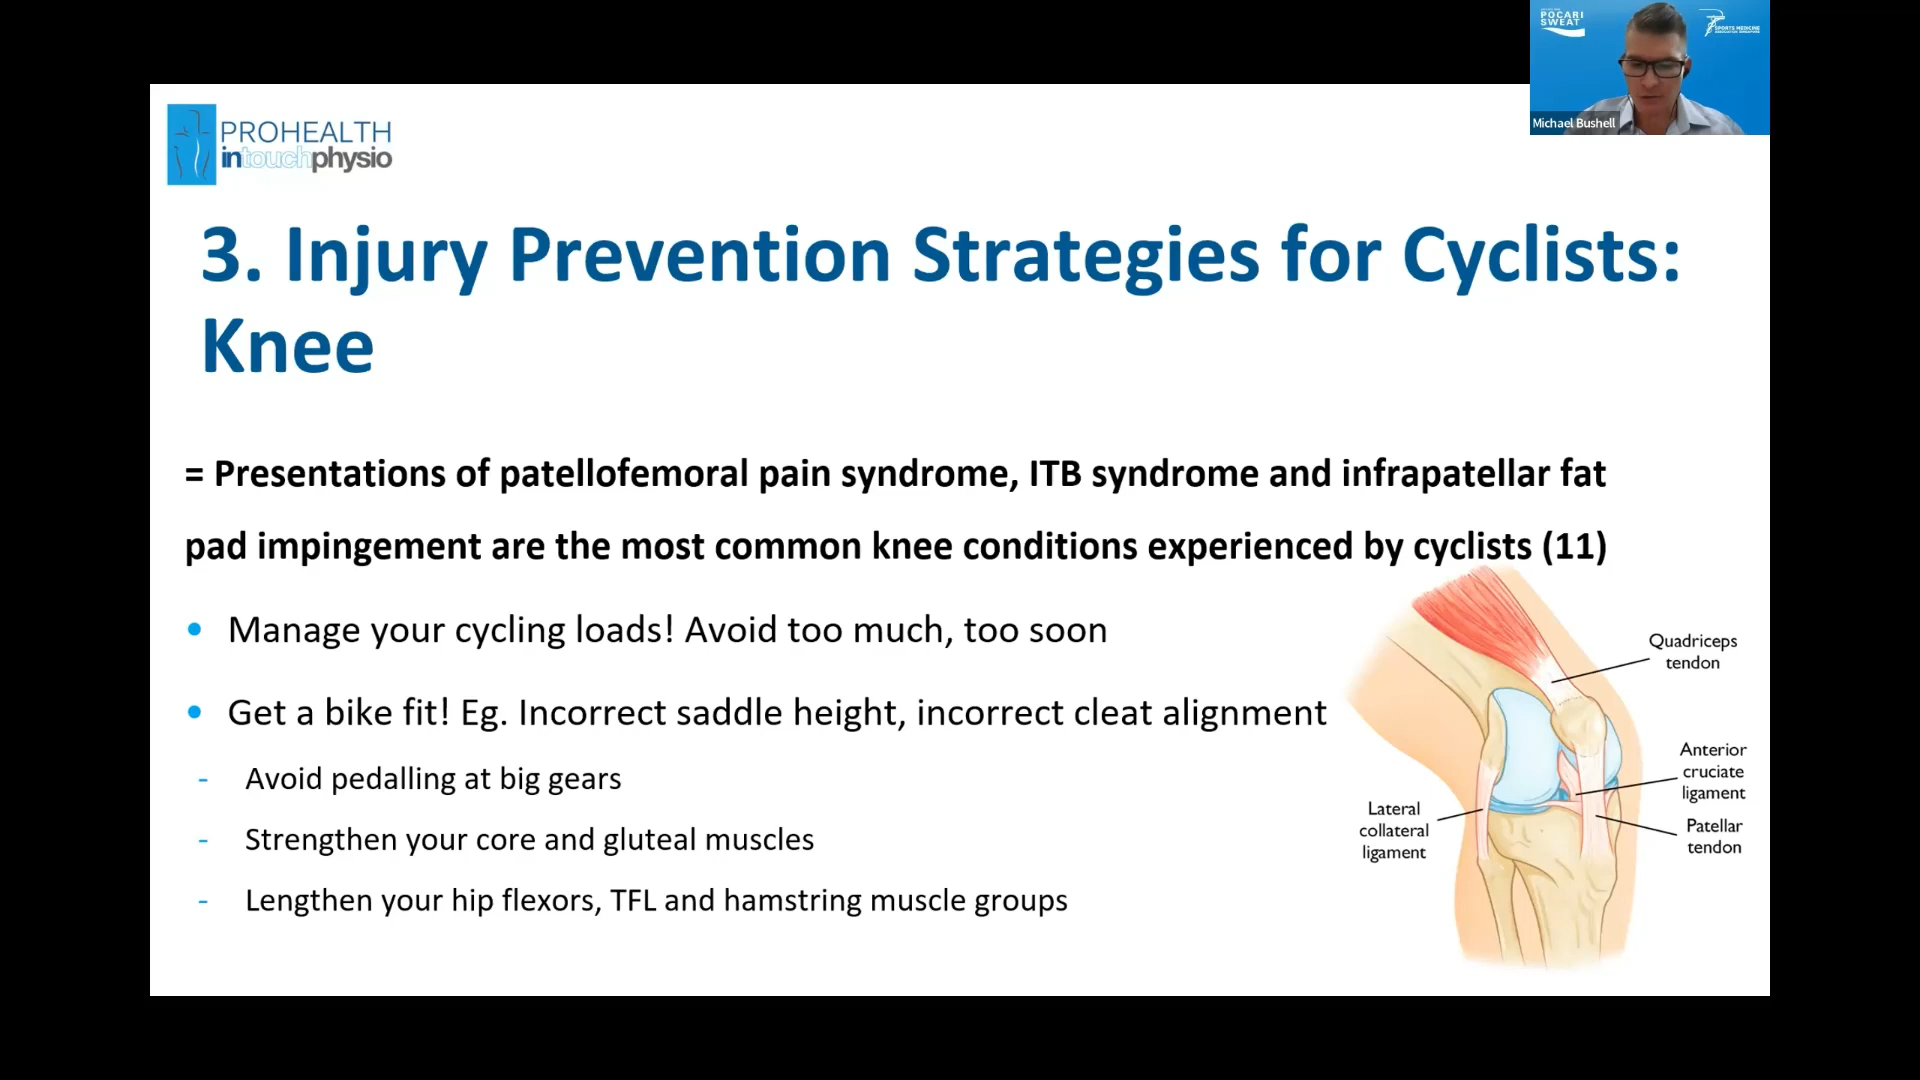 POCARI
SWEAT
SPORTS MEDICINE
ASSOCIATION SINGAPORE
Michael Bushell
PROHEALTH
intouchphysio
3. Injury Prevention Strategies for Cyclists:
Knee
= Presentations of patellofemoral pain syndrome, ITB syndrome and infrapatellar fat
pad impingement are the most common knee conditions experienced by cyclists (11)
• Manage your cycling loads! Avoid too much, too soon
• Get a bike fit! Eg. Incorrect saddle height, incorrect cleat alignment
- Avoid pedalling at big gears
- Strengthen your core and gluteal muscles
- Lengthen your hip flexors, TFL and hamstring muscle groups
Quadriceps
tendon
Anterior
cruciate
ligament
Lateral
collateral
ligament
Patellar
tendon